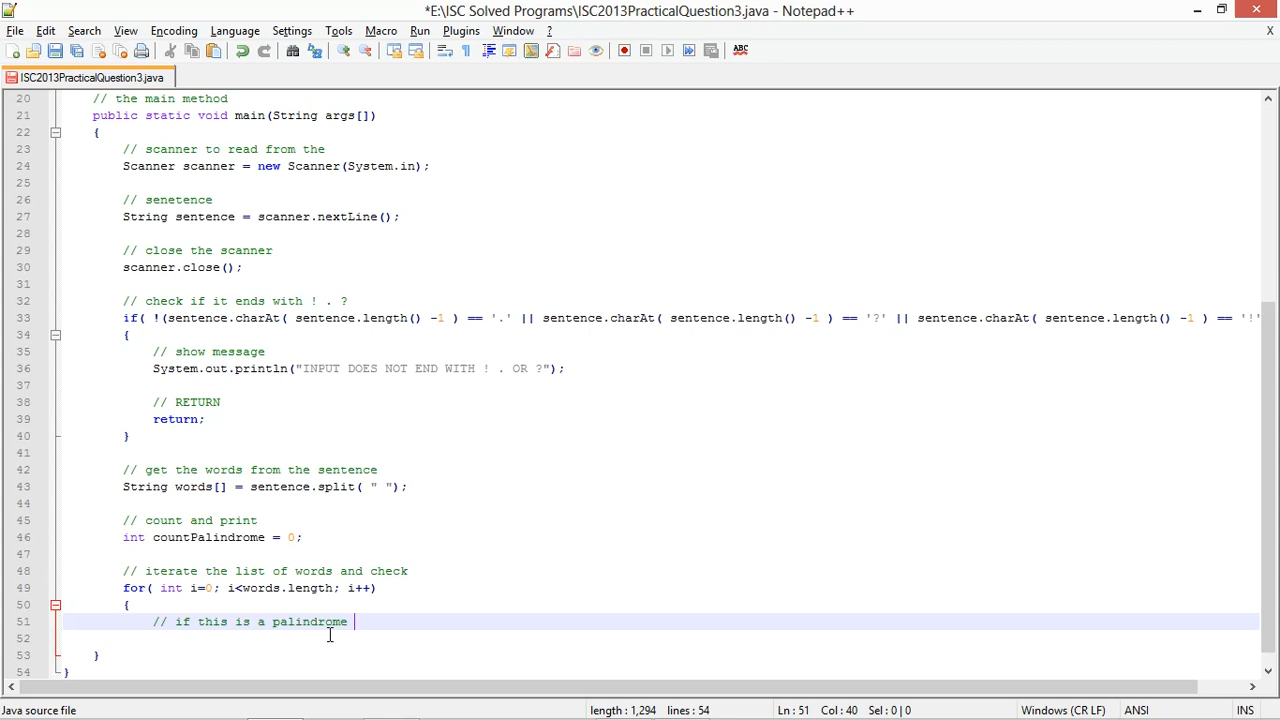 *E:\ISC Solved Programs\ISC2013PracticalQuestion3.java - Notepad++
File Edit Search View Encoding Language Settings Tools Macro Run Plugins Window ? X
ABC
ISC2013PracticalQuestion3.java
20 // the main method
21 public static void main(String args[])
22 {
23 // scanner to read from the
24 Scanner scanner = new Scanner(System.in);
25
26 // senetence
27 String sentence = scanner.nextLine();
28
29 // close the scanner
30 scanner.close();
31
32 // check if it ends with ! . ?
33 if( !(sentence.charAt( sentence.length() -1 ) == '.' || sentence.charAt( sentence.length() -1 ) == '?' || sentence.charAt( sentence.length() -1 ) == '!'
34 {
35 // show message
36 System.out.println("INPUT DOES NOT END WITH ! . OR ?");
37
38 // RETURN
39 return;
40 }
41
42 // get the words from the sentence
43 String words[] = sentence.split( " ");
44
45 // count and print
46 int countPalindrome = 0;
47
48 // iterate the list of words and check
49 for( int i=0; i<words.length; i++)
50 {
51 // if this is a palindrome
52
53 }
54 }
Java source file length : 1,294 lines : 54 Ln : 51 Col : 40 Sel : 0 | 0 Windows (CR LF) ANSI INS